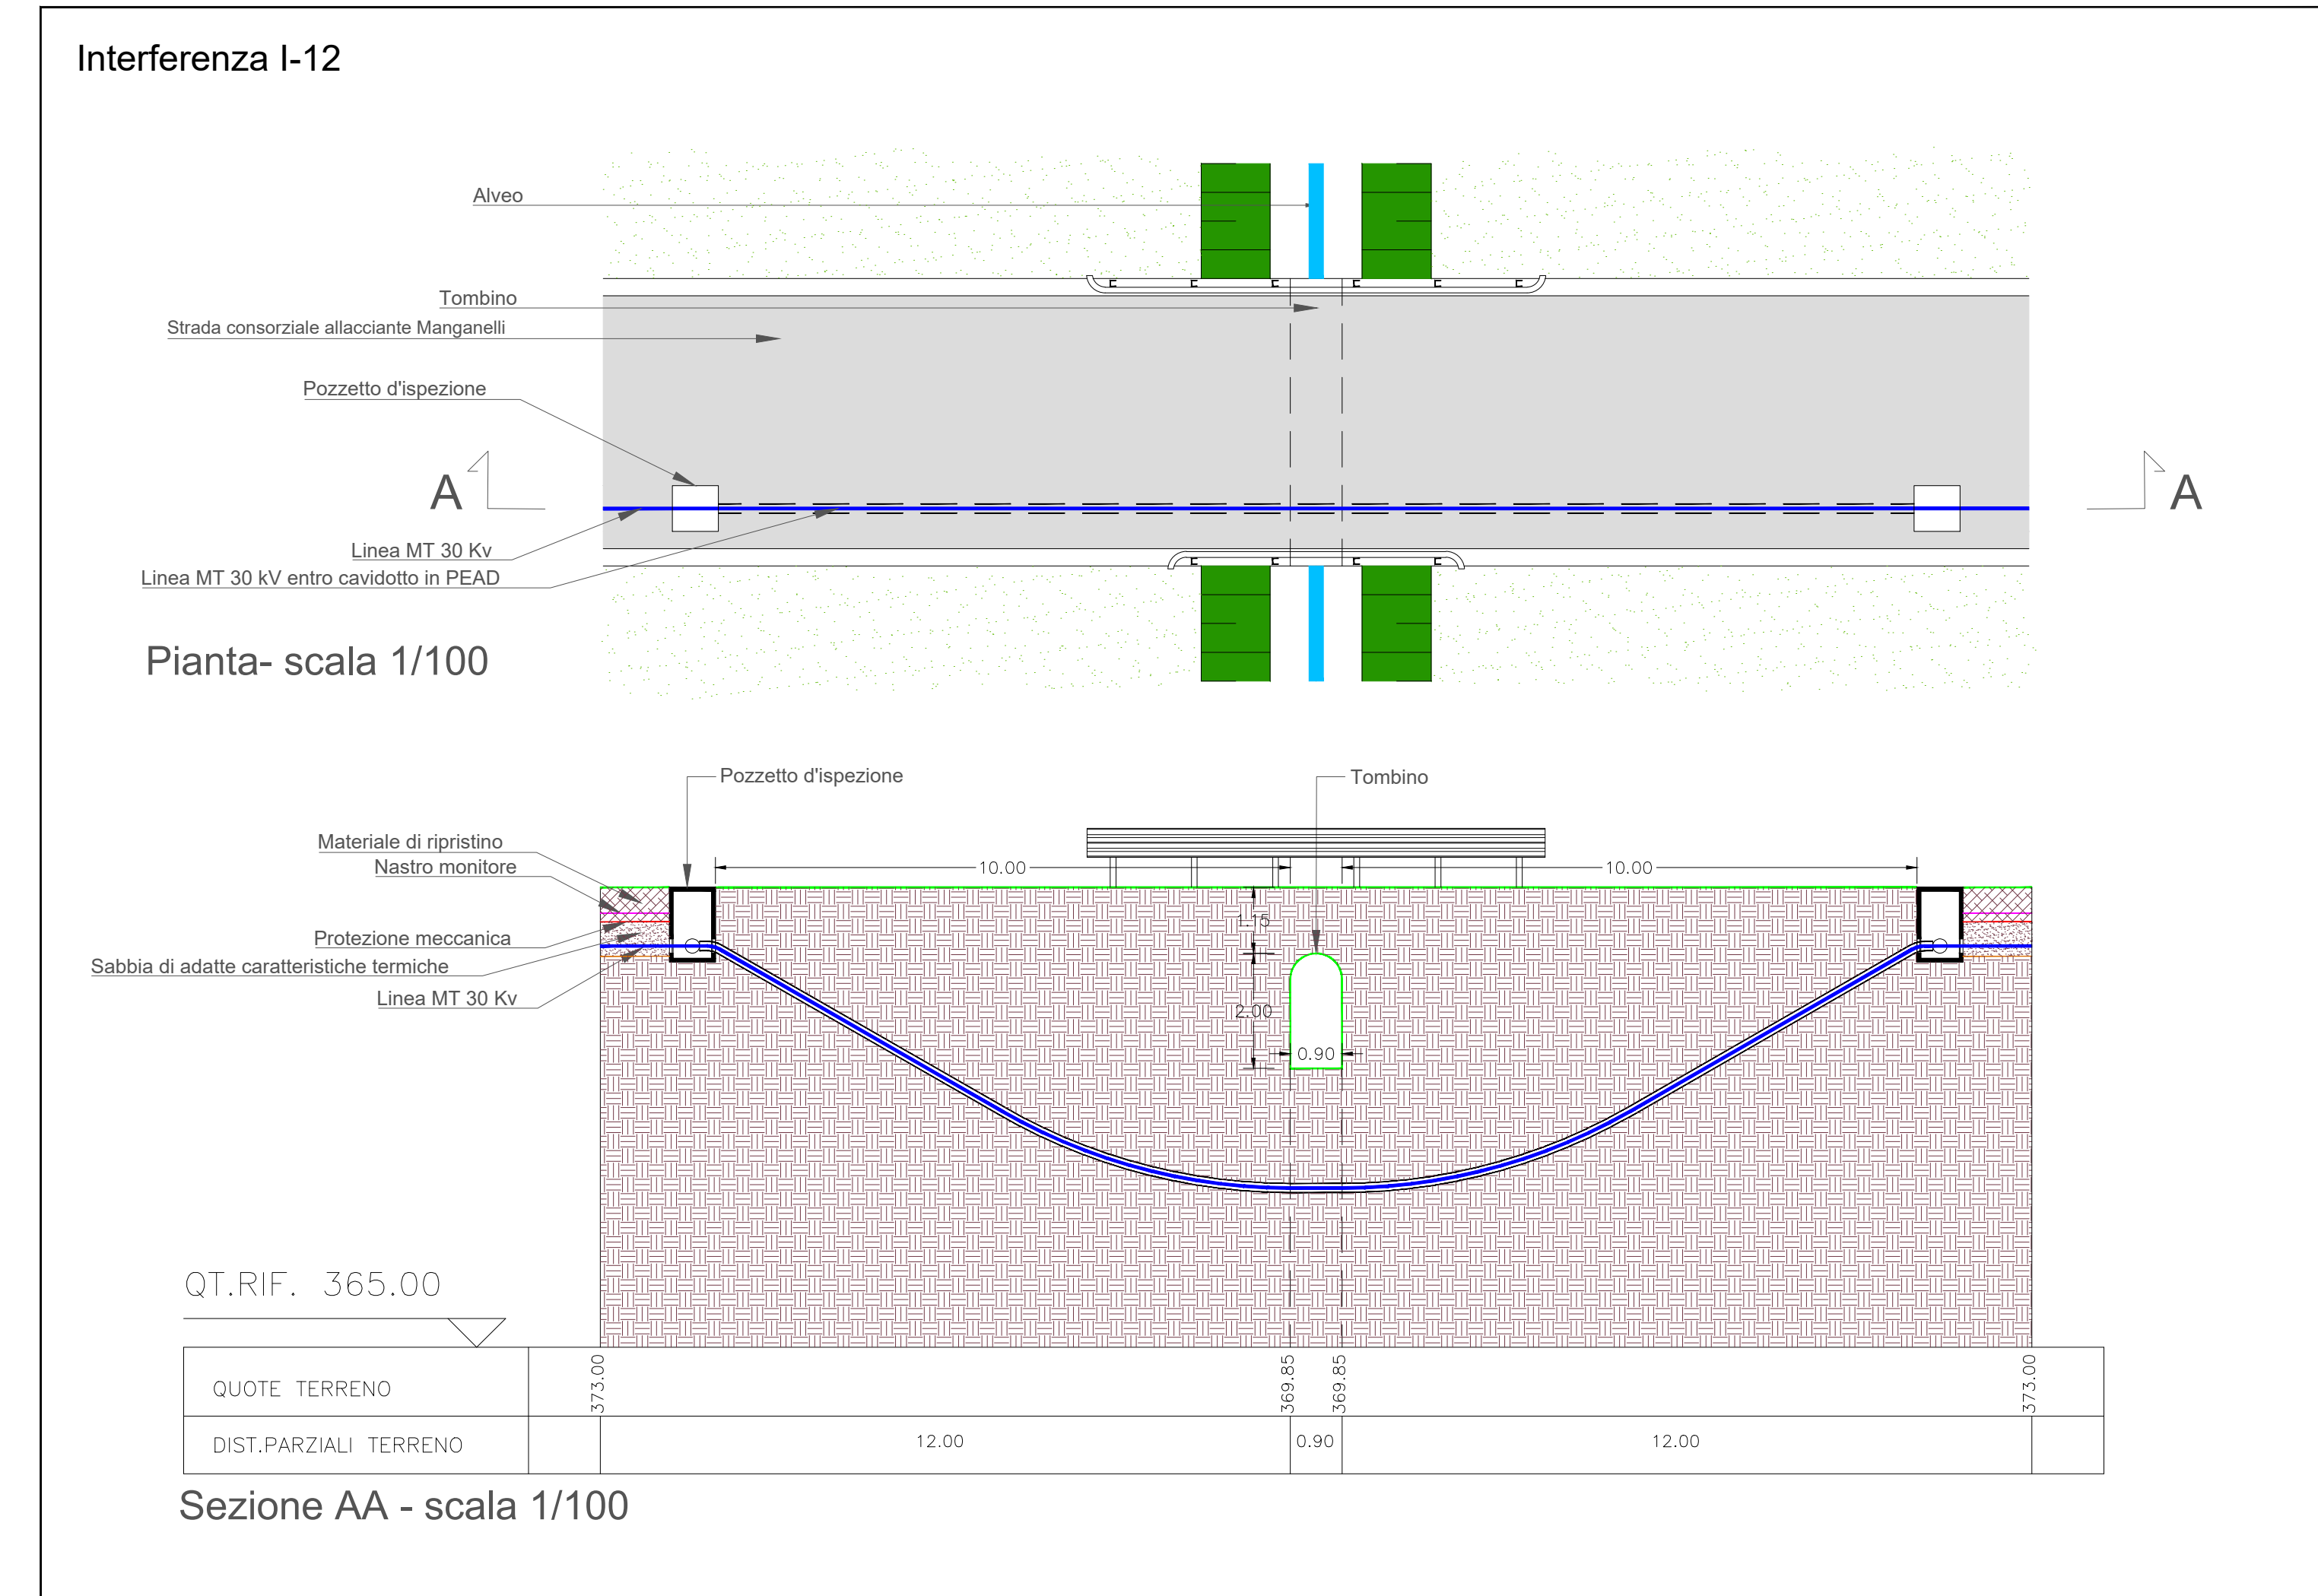 Interferenza I-12
Alveo
Tombino
Strada consorziale allacciante Manganelli
Pozzetto d'ispezione
A
A
Linea MT 30 Kv
Linea MT 30 kV entro cavidotto in PEAD
Pianta- scala 1/100
Pozzetto d'ispezione
Tombino
Materiale di ripristino
Nastro monitore
10.00
10.00
1.15
Protezione meccanica
Sabbia di adatte caratteristiche termiche
Linea MT 30 Kv
2.00
0.90
QT.RIF. 365.00
QUOTE TERRENO
373.00
369.85
369.85
373.00
DIST.PARZIALI TERRENO
12.00
0.90
12.00
Sezione AA - scala 1/100